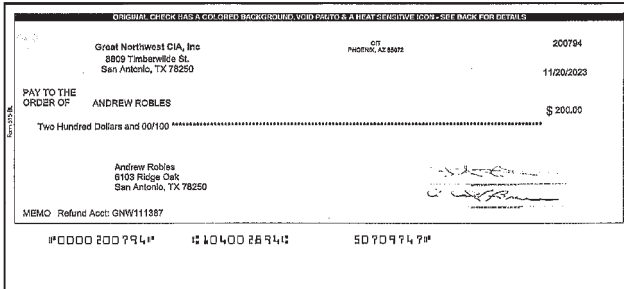 ORIGINAL CHECK HAS A COLORED BACKGROUND, VOID PANTO & A HEAT SENSITIVE ICON - SEE BACK FOR DETAILS
Great Northwest CIA, Inc
8809 Timberwilde St.
San Antonio, TX 78250
CIT
PHOENIX, AZ 85072
200794
11/20/2023
PAY TO THE
ORDER OF ANDREW ROBLES
$ 200.00
Two Hundred Dollars and 00/100
Andrew Robles
6103 Ridge Oak
San Antonio, TX 78250
MEMO Refund Acct: GNW111387
⑈0000200794⑈ ⑆104002894⑆ 50709747⑈